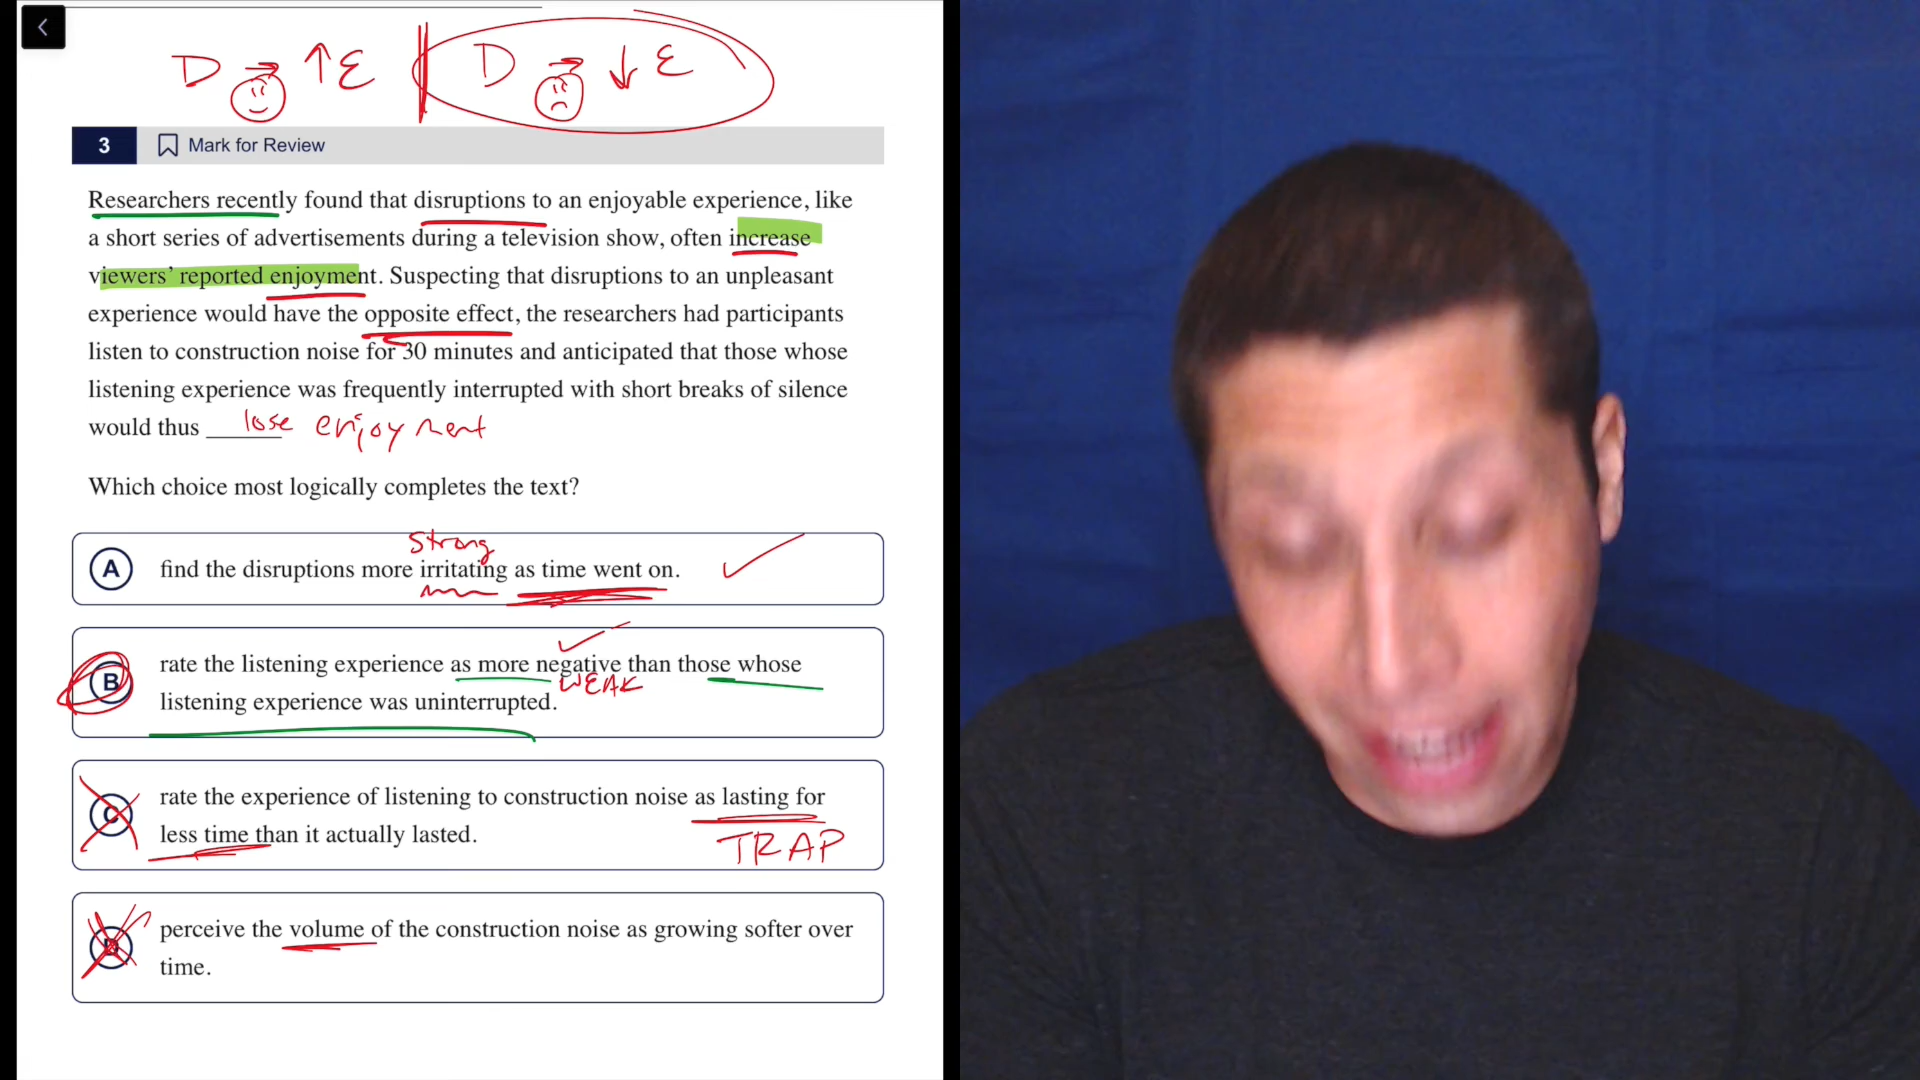 D ↑ E D ↓ E
3 Mark for Review
Researchers recently found that disruptions to an enjoyable experience, like
a short series of advertisements during a television show, often increase
viewers’ reported enjoyment. Suspecting that disruptions to an unpleasant
experience would have the opposite effect, the researchers had participants
listen to construction noise for 30 minutes and anticipated that those whose
listening experience was frequently interrupted with short breaks of silence
would thus ______ lose enjoyment
Which choice most logically completes the text?
strong
A find the disruptions more irritating as time went on.
B rate the listening experience as more negative than those whose
WEAK
listening experience was uninterrupted.
C rate the experience of listening to construction noise as lasting for
less time than it actually lasted.
TRAP
D perceive the volume of the construction noise as growing softer over
time.